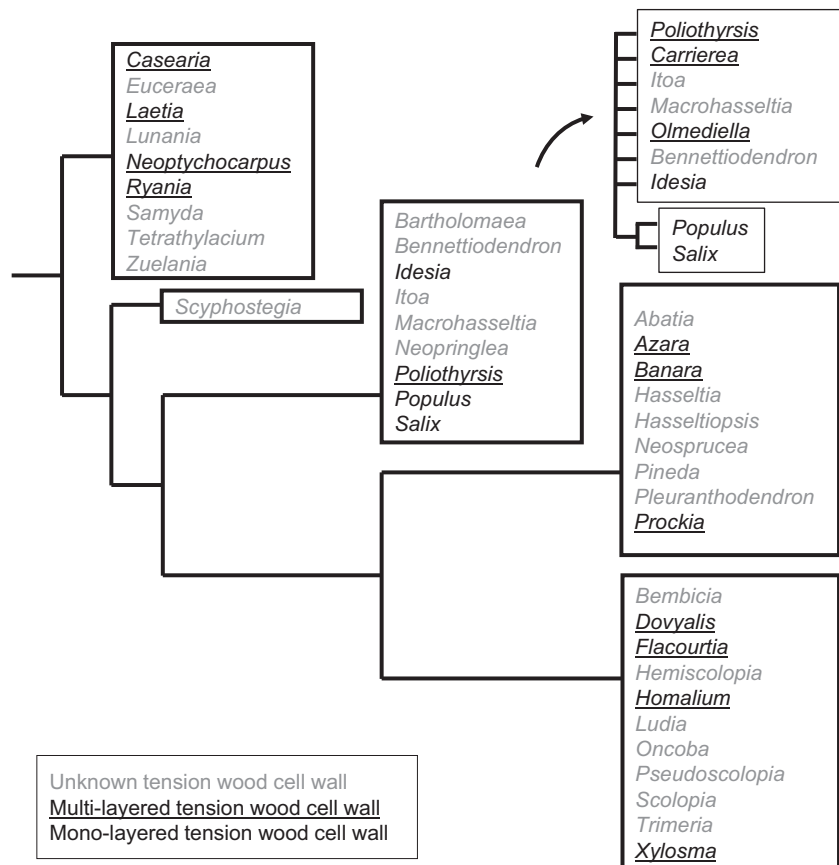 Casearia
Euceraea
Laetia
Lunania
Neoptychocarpus
Ryania
Samyda
Tetrathylacium
Zuelania
Scyphostegia
Bartholomaea
Bennettiodendron
Idesia
Itoa
Macrohasseltia
Neopringlea
Poliothyrsis
Populus
Salix
Poliothyrsis
Carrierea
Itoa
Macrohasseltia
Olmediella
Bennettiodendron
Idesia
Populus
Salix
Abatia
Azara
Banara
Hasseltia
Hasseltiopsis
Neosprucea
Pineda
Pleuranthodendron
Prockia
Bembicia
Dovyalis
Flacourtia
Hemiscolopia
Homalium
Ludia
Oncoba
Pseudoscolopia
Scolopia
Trimeria
Xylosma
Unknown tension wood cell wall
Multi-layered tension wood cell wall
Mono-layered tension wood cell wall